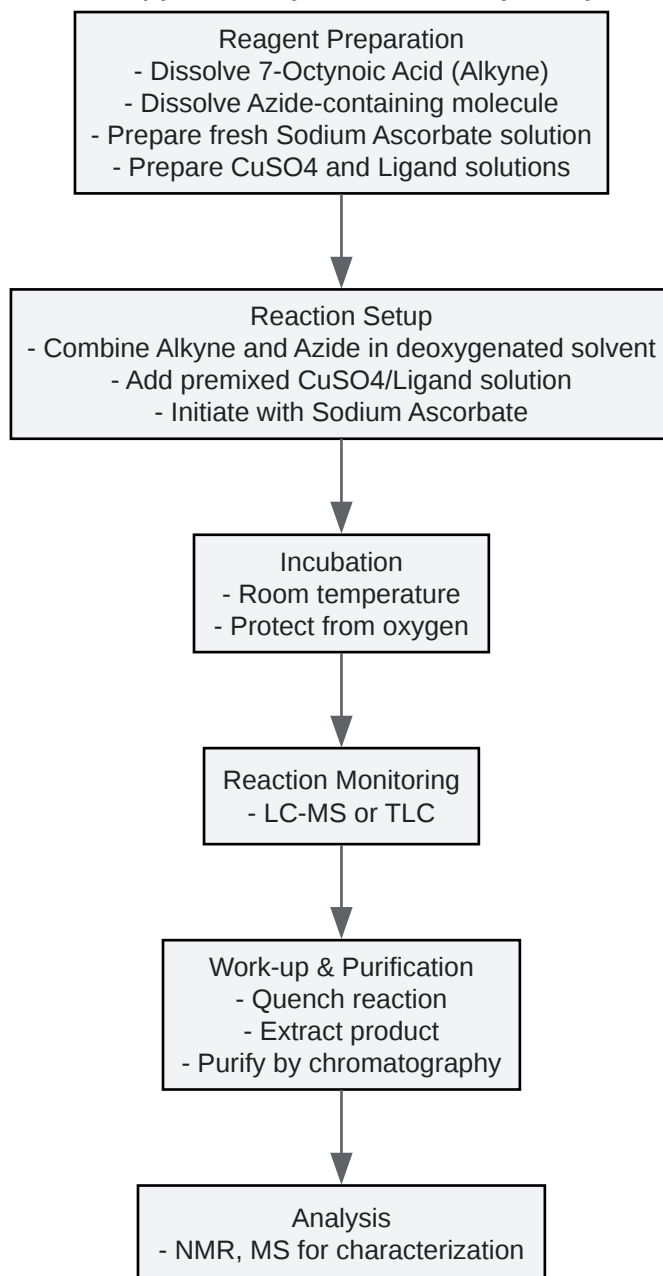 Reagent Preparation
- Dissolve 7-Octynoic Acid (Alkyne)
- Dissolve Azide-containing molecule
- Prepare fresh Sodium Ascorbate solution
- Prepare CuSO4 and Ligand solutions
Reaction Setup
- Combine Alkyne and Azide in deoxygenated solvent
- Add premixed CuSO4/Ligand solution
- Initiate with Sodium Ascorbate
Incubation
- Room temperature
- Protect from oxygen
Reaction Monitoring
- LC-MS or TLC
Work-up & Purification
- Quench reaction
- Extract product
- Purify by chromatography
Analysis
- NMR, MS for characterization